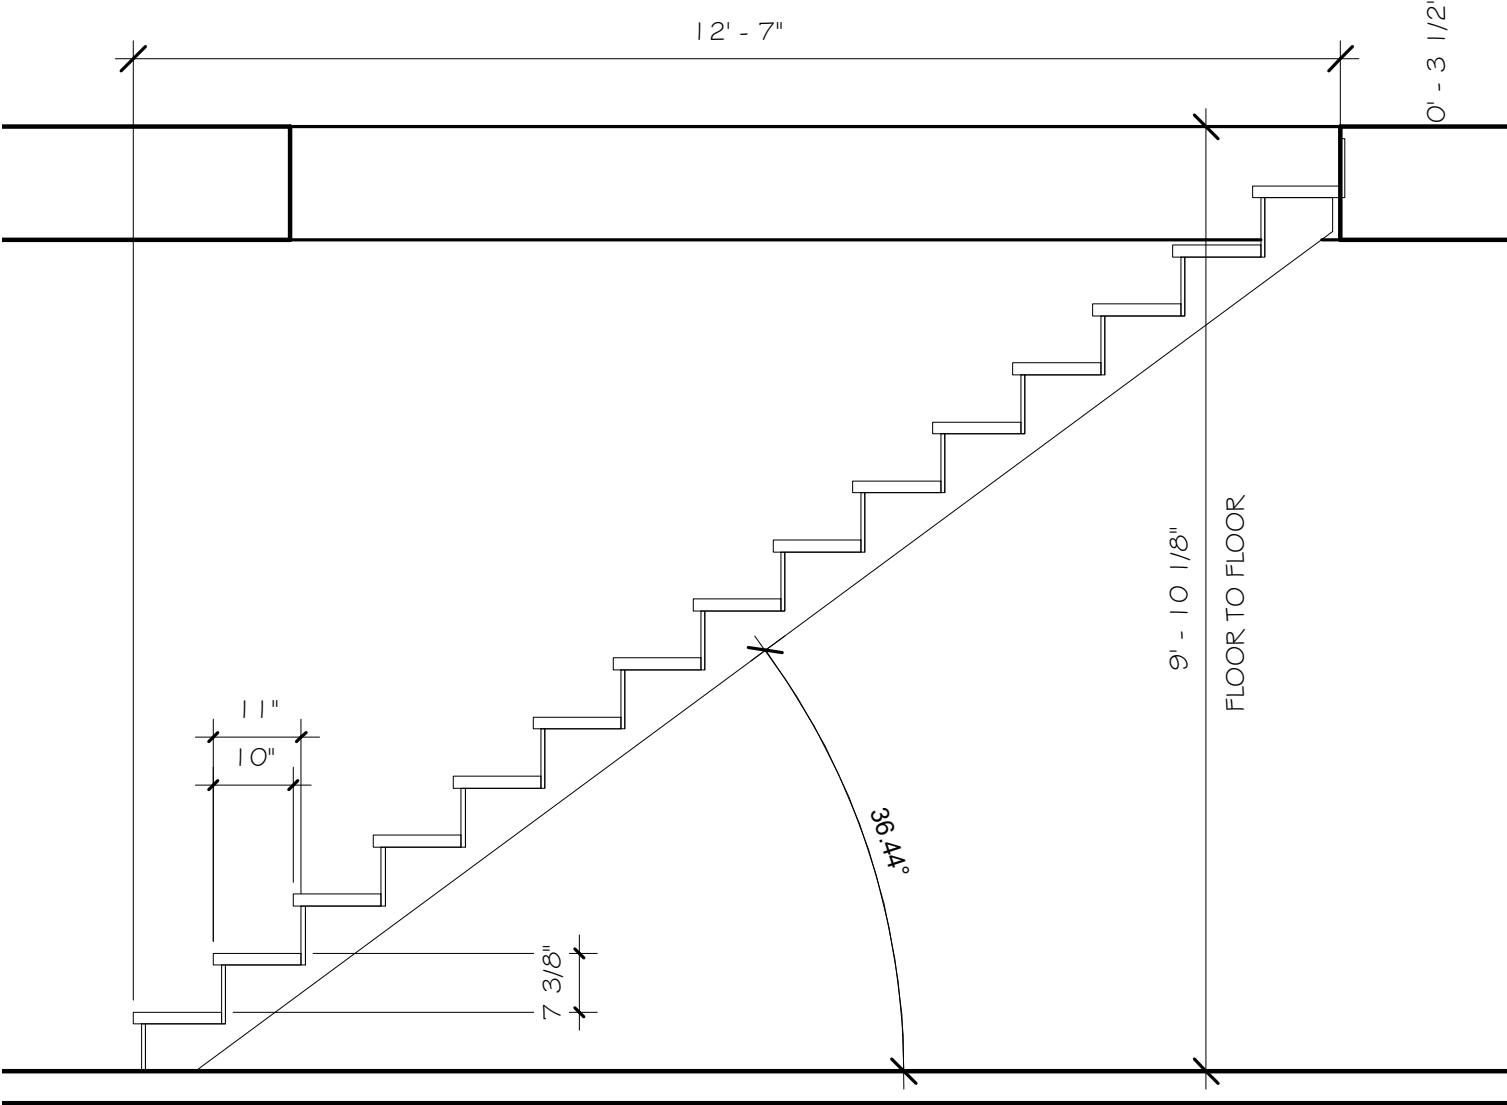 12' - 7"
0' - 3 1/2"
9' - 10 1/8"
FLOOR TO FLOOR
11"
10"
36.44°
7 3/8"